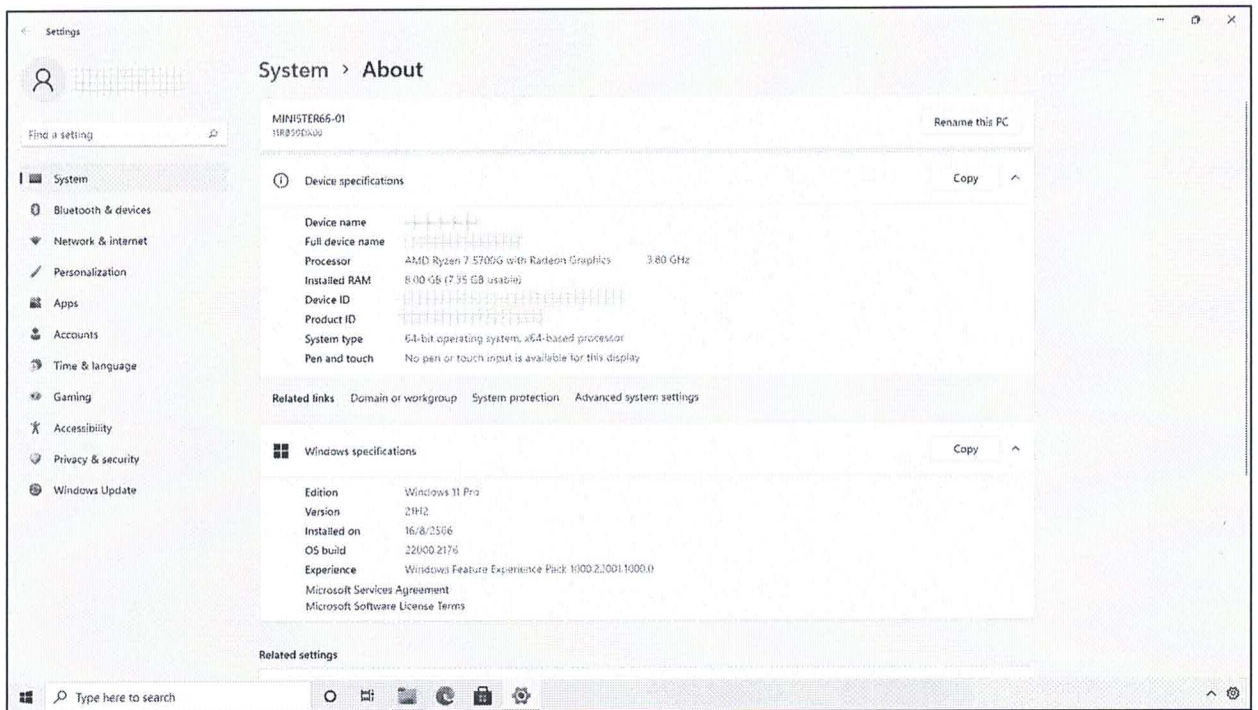 Settings
System > About
MINISTER66-01
Rename this PC
Find a setting
System
Bluetooth & devices
Network & internet
Personalization
Apps
Accounts
Time & language
Gaming
Accessibility
Privacy & security
Windows Update
Device specifications
Copy
Device name
Full device name
Processor AMD Ryzen 7 5700G with Radeon Graphics 3.80 GHz
Installed RAM 8.00 GB (7.35 GB usable)
Device ID
Product ID
System type 64-bit operating system, x64-based processor
Pen and touch No pen or touch input is available for this display
Related links Domain or workgroup System protection Advanced system settings
Windows specifications
Copy
Edition Windows 11 Pro
Version 21H2
Installed on 16/8/2566
OS build 22000.2176
Experience Windows Feature Experience Pack 1000.22001.1000.0
Microsoft Services Agreement
Microsoft Software License Terms
Related settings
Type here to search